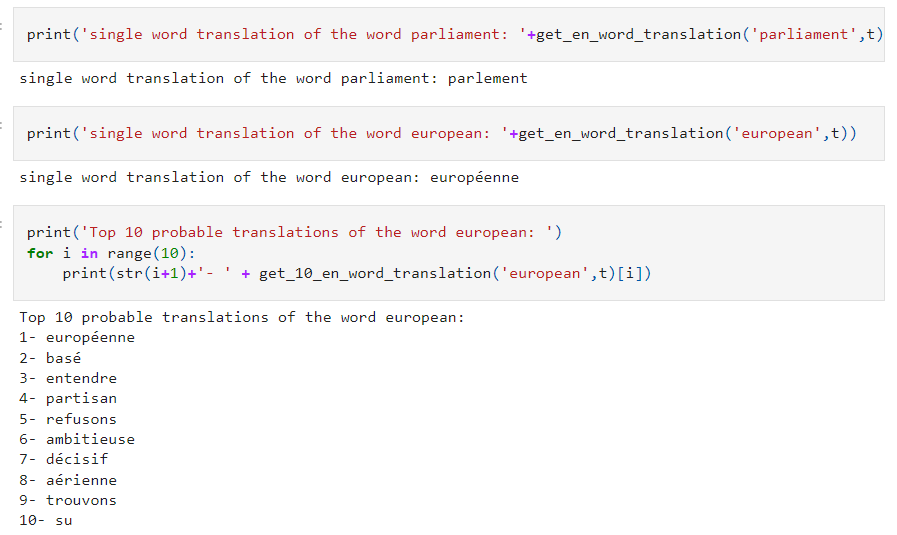 print('single word translation of the word parliament: '+get_en_word_translation('parliament',t)
single word translation of the word parliament: parlement
print('single word translation of the word european: '+get_en_word_translation('european',t))
single word translation of the word european: européenne
print('Top 10 probable translations of the word european: ')
for i in range(10):
    print(str(i+1)+'- ' + get_10_en_word_translation('european',t)[i])
Top 10 probable translations of the word european:
1- européenne
2- basé
3- entendre
4- partisan
5- refusons
6- ambitieuse
7- décisif
8- aérienne
9- trouvons
10- su